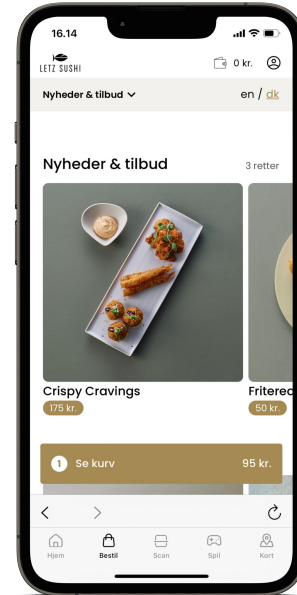 16.14
LETZ SUSHI
0 kr.
Nyheder & tilbud
en / dk
Nyheder & tilbud
3 retter
Crispy Cravings
175 kr.
Fritered
50 kr.
1 Se kurv 95 kr.
Hjem
Bestil
Scan
Spil
Kort